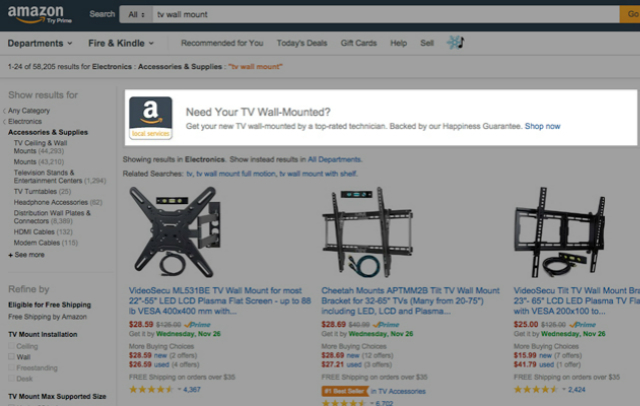 amazon
Try Prime
Search
All
tv wall mount
Go
Departments
Fire & Kindle
Recommended for You
Today's Deals
Gift Cards
Help
Sell
1-24 of 58,205 results for Electronics : Accessories & Supplies : "tv wall mount"
Show results for
Any Category
Electronics
Accessories & Supplies
TV Ceiling & Wall
Mounts (44,293)
Mounts (43,210)
Television Stands &
Entertainment Centers (1,284)
TV Turntables (25)
Headphone Accessories (62)
Distribution Wall Plates &
Connectors (8,389)
HDMI Cables (132)
Modem Cables (115)
+ See more
Refine by
Eligible for Free Shipping
Free Shipping by Amazon
TV Mount Installation
Ceiling
Wall
Freestanding
Desk
TV Mount Max Supported Size
a
local services
Need Your TV Wall-Mounted?
Get your new TV wall-mounted by a top-rated technician. Backed by our Happiness Guarantee. Shop now
Showing results in Electronics. Show instead results in All Departments.
Related Searches: tv, tv wall mount full motion, tv wall mount with shelf.
VideoSecu ML531BE TV Wall Mount for most
22"-55" LED LCD Plasma Flat Screen - up to 88
lb VESA 400x400 mm with...
$28.59 $125.00 Prime
Get it by Wednesday, Nov 26
More Buying Choices
$28.59 new (2 offers)
$26.59 used (4 offers)
FREE Shipping on orders over $35
4,367
Cheetah Mounts APTMM2B Tilt TV Wall Mount
Bracket for 32-65" TVs (Many from 20-75")
including LED, LCD and Plasma...
$28.69 Prime
Get it by Wednesday, Nov 26
More Buying Choices
$28.69 new (12 offers)
$27.21 used (3 offers)
FREE Shipping on orders over $35
#1 Best Seller in TV Accessories
5,702
VideoSecu Tilt TV Wall Mount
23"- 65" LCD LED Plasma TV Fl
with VESA 200x100 to...
$25.00 Prime
Get it by Wednesday, Nov 26
More Buying Choices
$15.99 new (7 offers)
$41.79 used (1 offer)
FREE Shipping on orders over $35
2,424